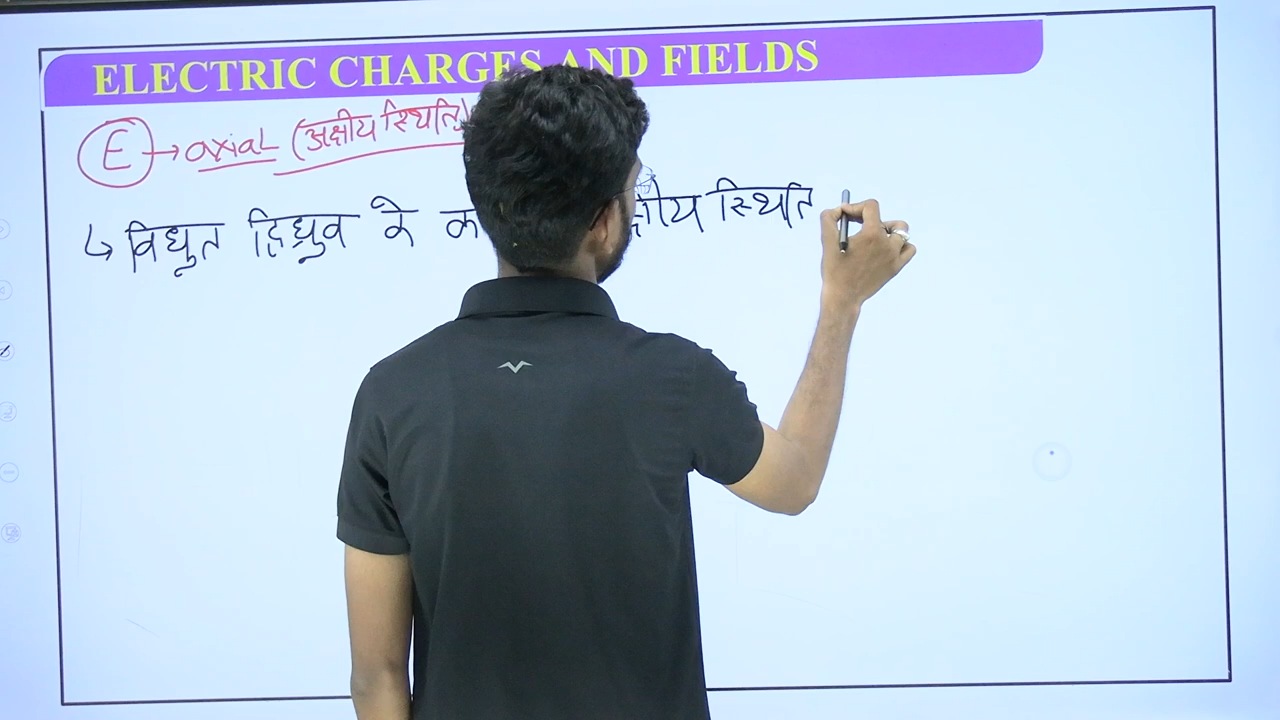 ELECTRIC CHARGES AND FIELDS
E → axial (अक्षीय स्थिति)
↳ विधुत द्विध्रुव के स्थिति